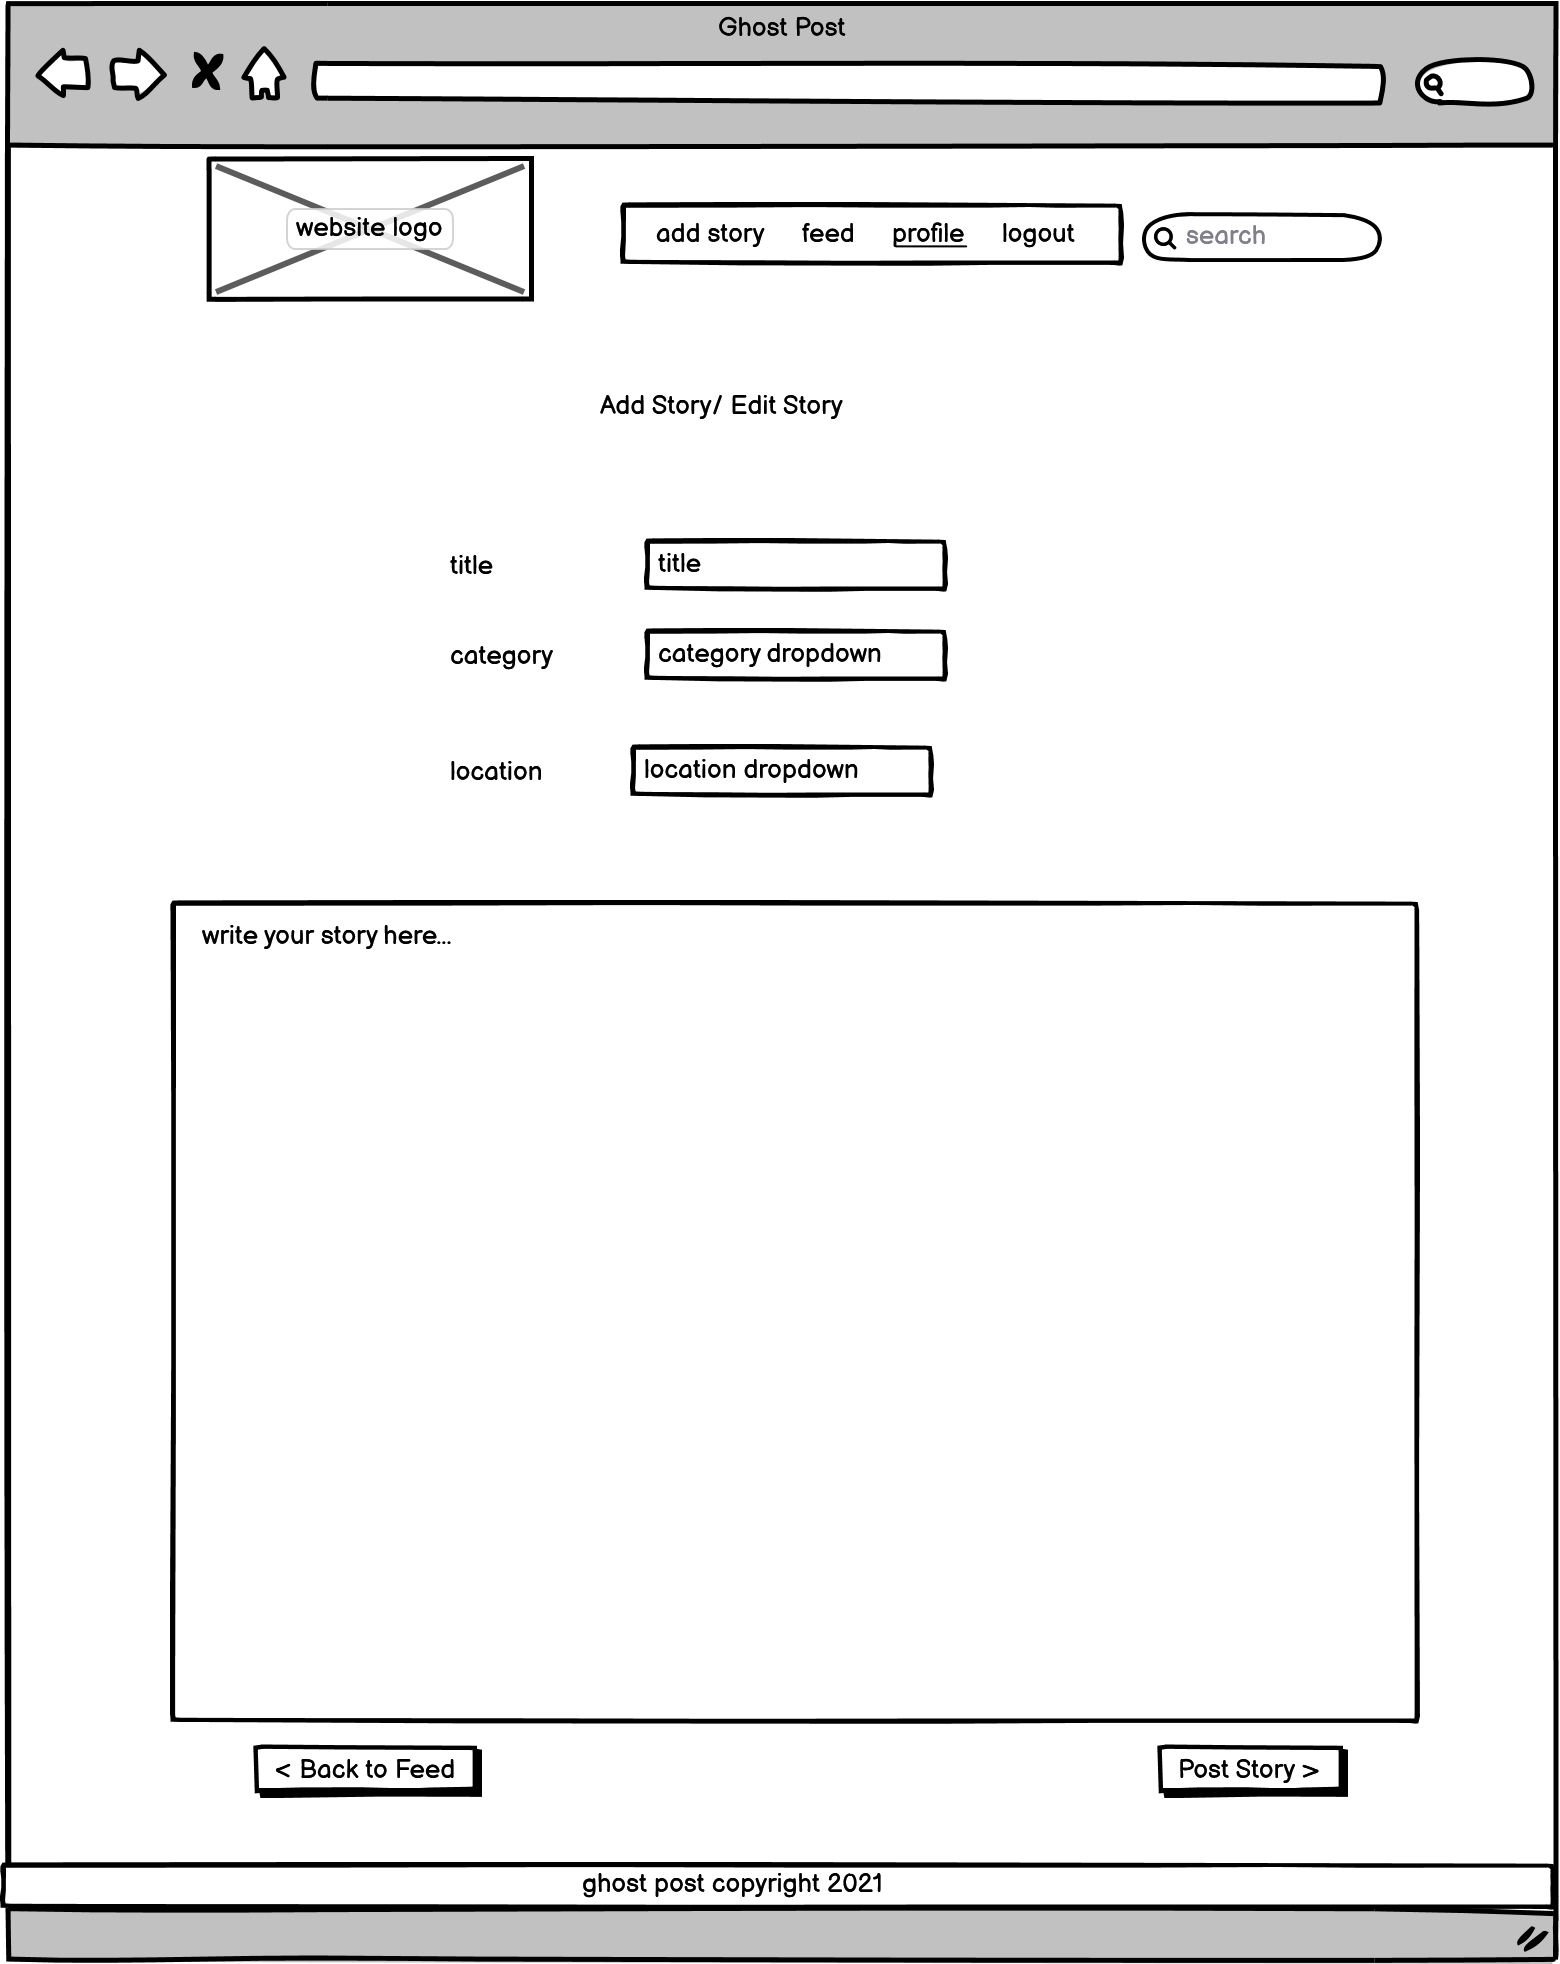 Ghost Post
website logo
add story feed profile logout
search
Add Story/ Edit Story
title title
category category dropdown
location location dropdown
write your story here...
< Back to Feed Post Story >
ghost post copyright 2021